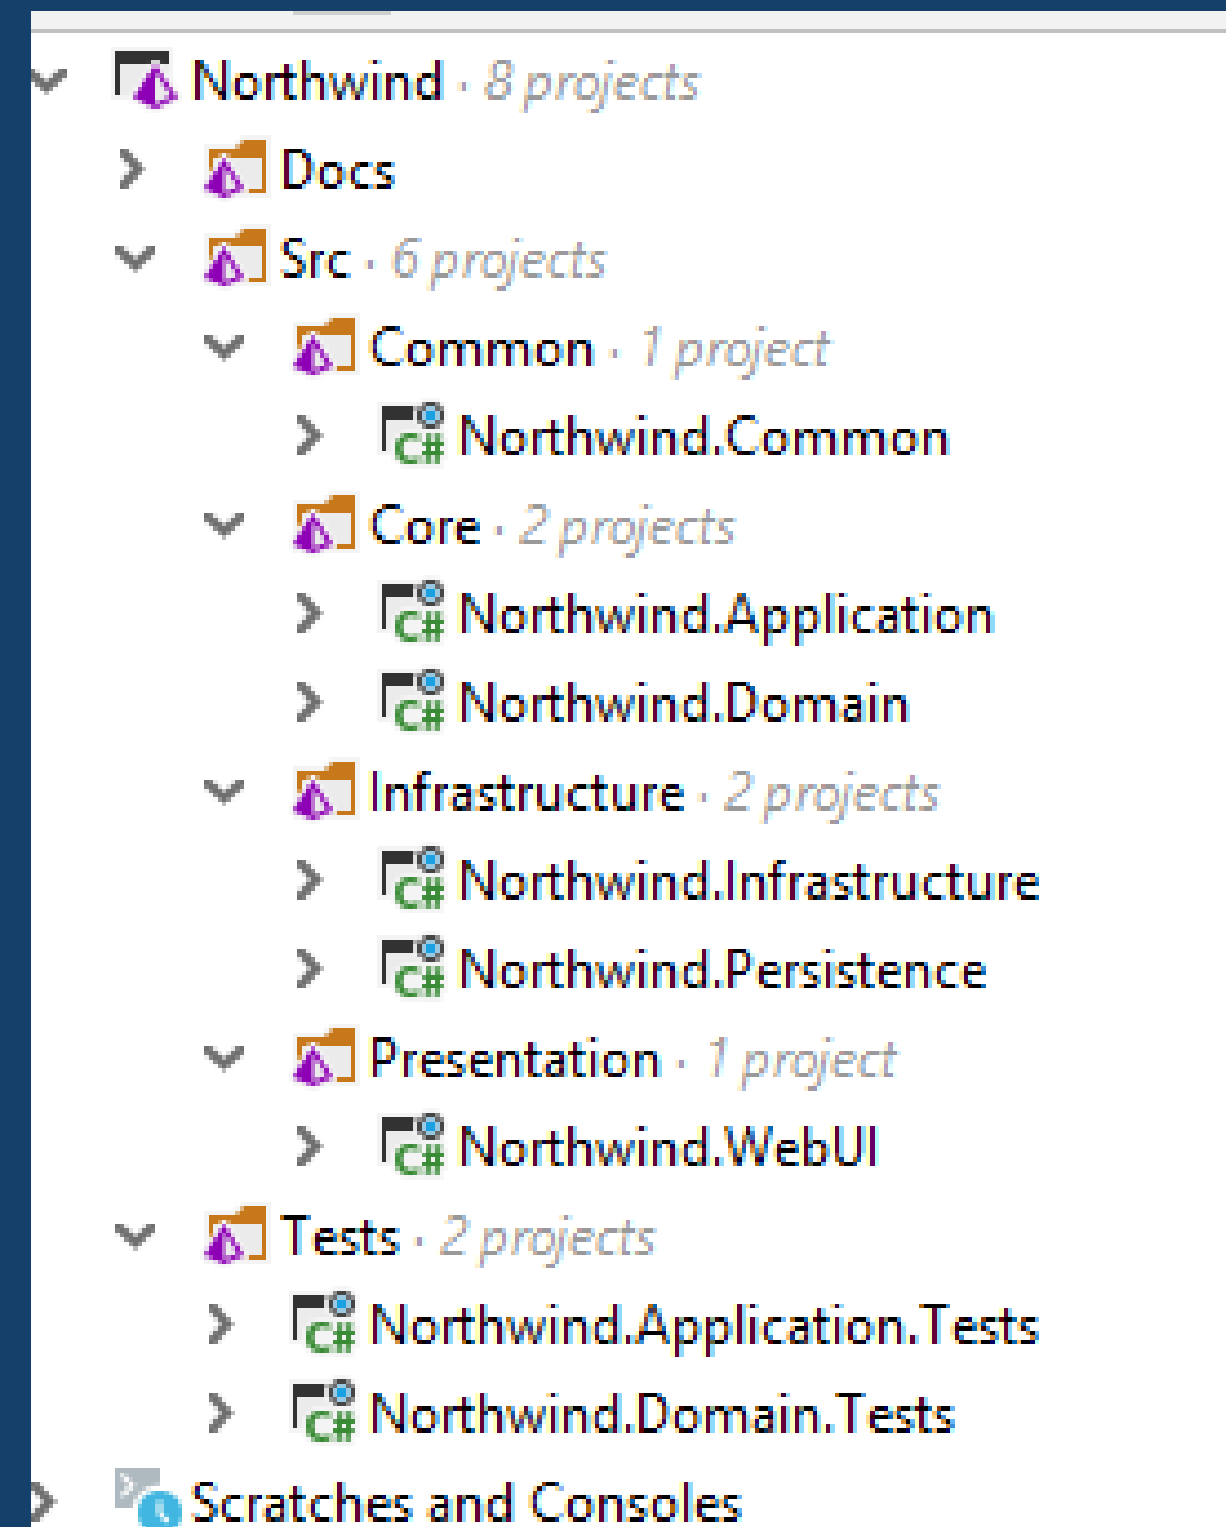 Northwind · 8 projects
Docs
Src · 6 projects
Common · 1 project
C# Northwind.Common
Core · 2 projects
C# Northwind.Application
C# Northwind.Domain
Infrastructure · 2 projects
C# Northwind.Infrastructure
C# Northwind.Persistence
Presentation · 1 project
C# Northwind.WebUI
Tests · 2 projects
C# Northwind.Application.Tests
C# Northwind.Domain.Tests
Scratches and Consoles